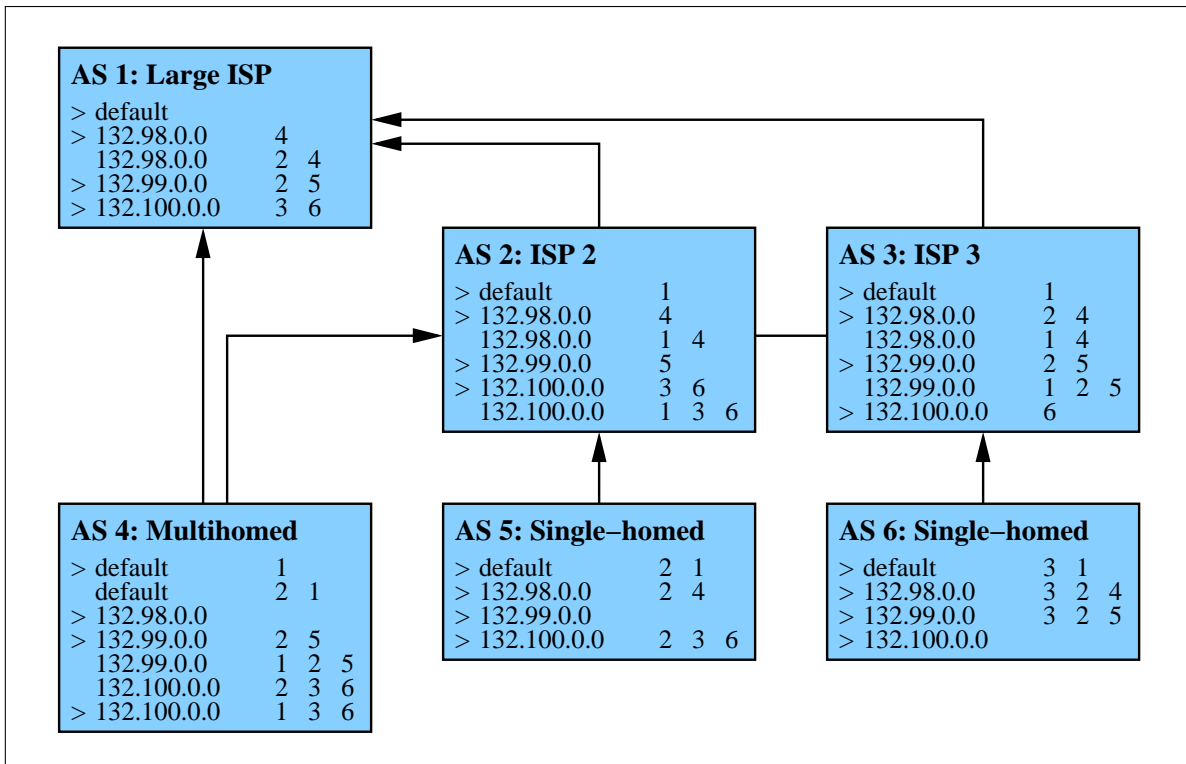 AS 1: Large ISP
> default
> 132.98.0.0 4
132.98.0.0 2 4
> 132.99.0.0 2 5
> 132.100.0.0 3 6
AS 2: ISP 2
> default 1
> 132.98.0.0 4
132.98.0.0 1 4
> 132.99.0.0 5
> 132.100.0.0 3 6
132.100.0.0 1 3 6
AS 3: ISP 3
> default 1
> 132.98.0.0 2 4
132.98.0.0 1 4
> 132.99.0.0 2 5
132.99.0.0 1 2 5
> 132.100.0.0 6
AS 4: Multihomed
> default 1
default 2 1
> 132.98.0.0
> 132.99.0.0 2 5
132.99.0.0 1 2 5
132.100.0.0 2 3 6
> 132.100.0.0 1 3 6
AS 5: Single−homed
> default 2 1
> 132.98.0.0 2 4
> 132.99.0.0
> 132.100.0.0 2 3 6
AS 6: Single−homed
> default 3 1
> 132.98.0.0 3 2 4
> 132.99.0.0 3 2 5
> 132.100.0.0